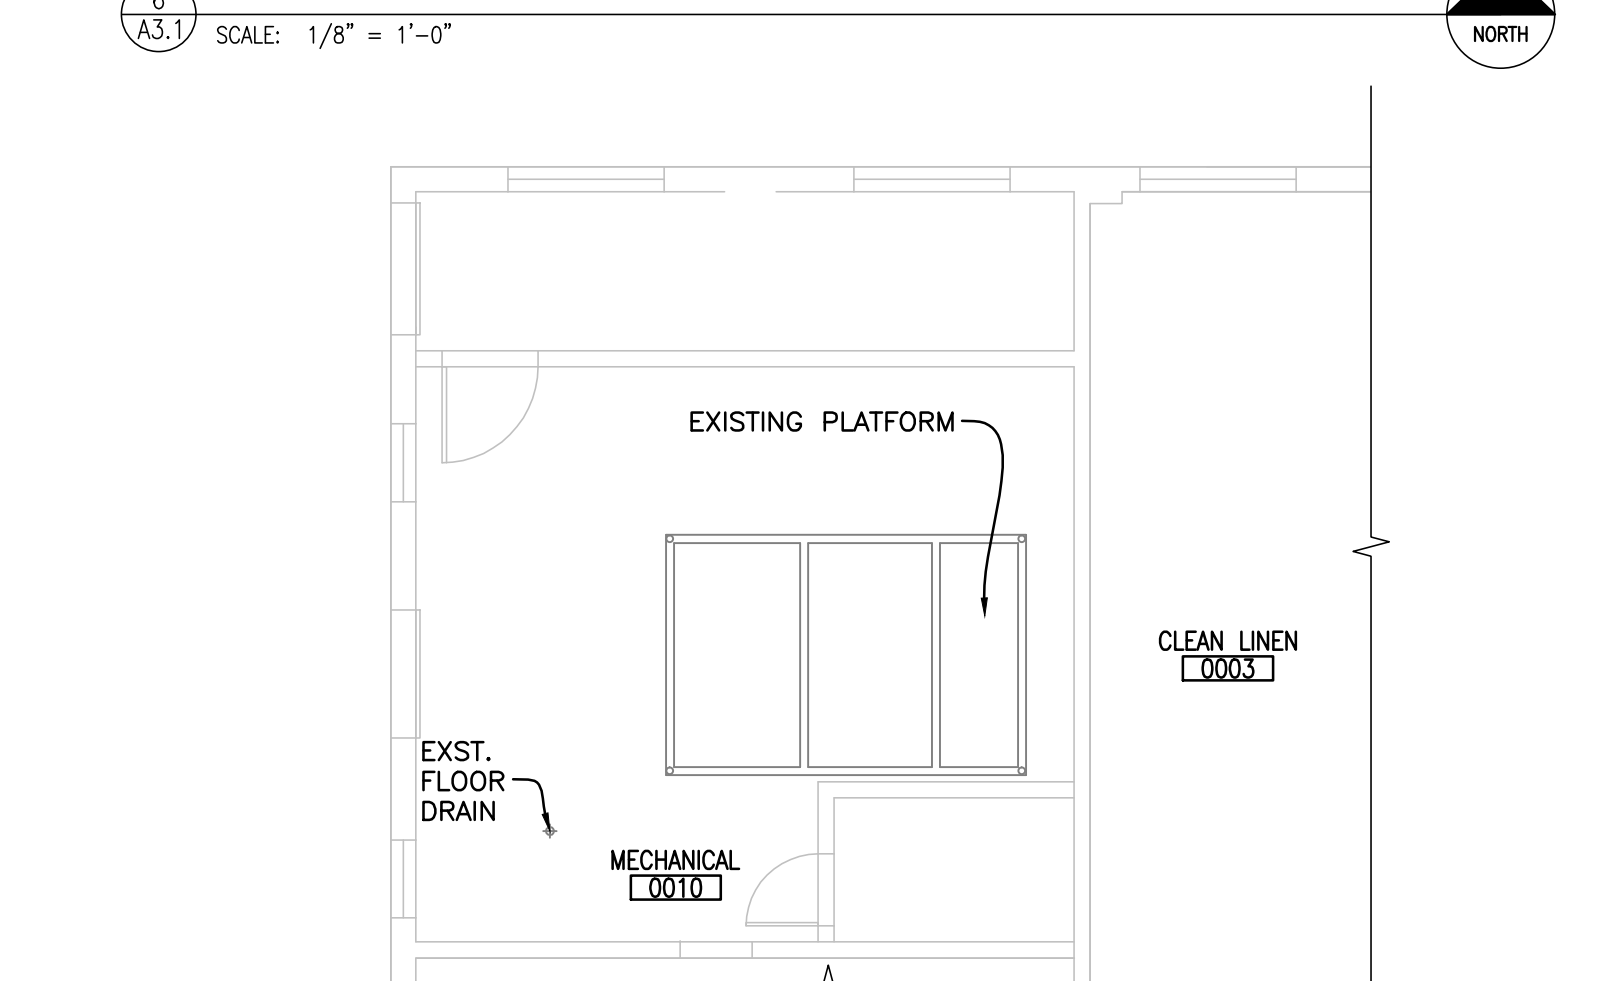 A3.1
SCALE: 1/8" = 1'-0"
NORTH
EXISTING PLATFORM
CLEAN LINEN
0003
EXST.
FLOOR
DRAIN
MECHANICAL
0010